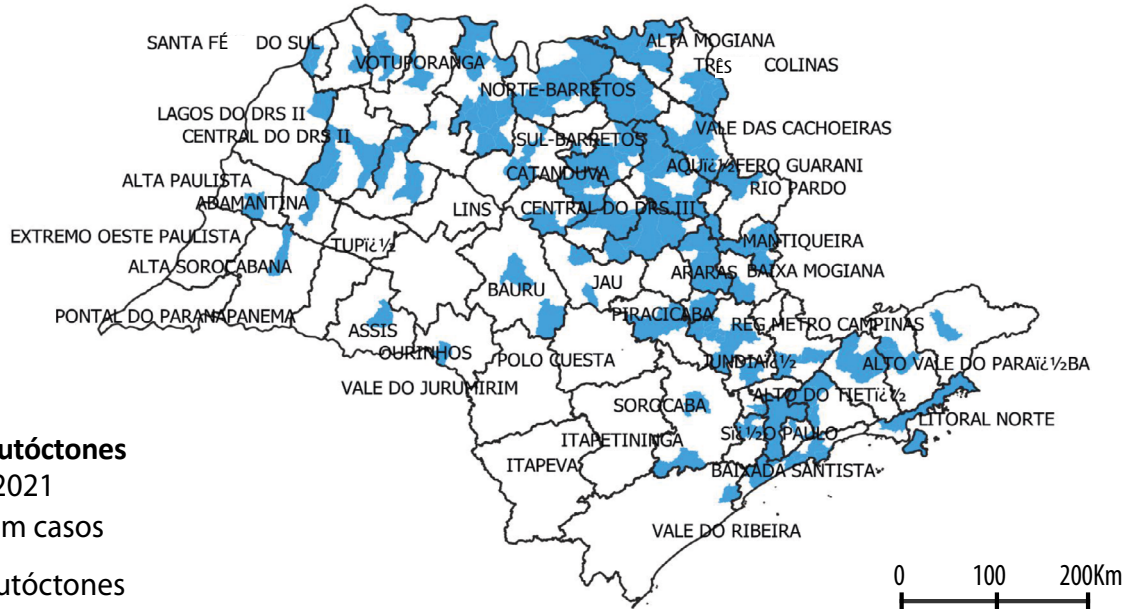 SANTA FÉ DO SUL
ALTA MOGIANA
VOTUPORANGA
TRÊS COLINAS
NORTE-BARRETOS
LAGOS DO DRS II
CENTRAL DO DRS II
SUL-BARRETOS
VALE DAS CACHOEIRAS
AQUï¿½FERO GUARANI
ALTA PAULISTA
CATANDUVA
RIO PARDO
ADAMANTINA
LINS
CENTRAL DO DRS III
EXTREMO OESTE PAULISTA
TUPï¿½
MANTIQUEIRA
ALTA SOROCABANA
BAURU
JAU
ARARAS
BAIXA MOGIANA
PONTAL DO PARANAPANEMA
ASSIS
PIRACICABA
REG METRO CAMPINAS
OURINHOS
POLO CUESTA
JUNDIAï¿½
ALTO VALE DO PARAï¿½BA
VALE DO JURUMIRIM
SOROCABA
ALTO DO TIETï¿½
LITORAL NORTE
ITAPETININGA
Sï¿½O PAULO
ITAPEVA
BAIXADA SANTISTA
VALE DO RIBEIRA
utóctones
2021
m casos
utóctones
0 100 200Km